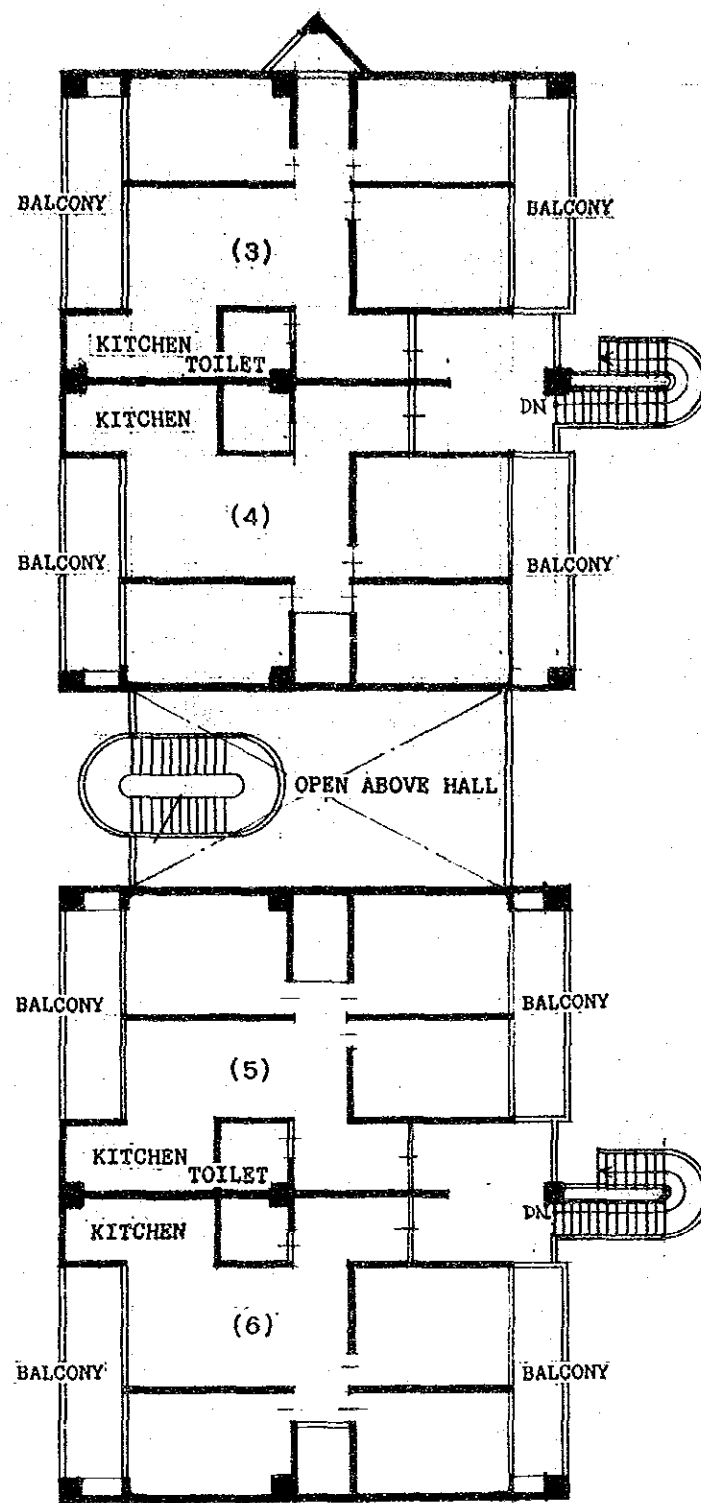 BALCONY
BALCONY
(3)
KITCHEN
TOILET
KITCHEN
DN
(4)
BALCONY
BALCONY
OPEN ABOVE HALL
BALCONY
BALCONY
(5)
KITCHEN
TOILET
KITCHEN
DN
(6)
BALCONY
BALCONY